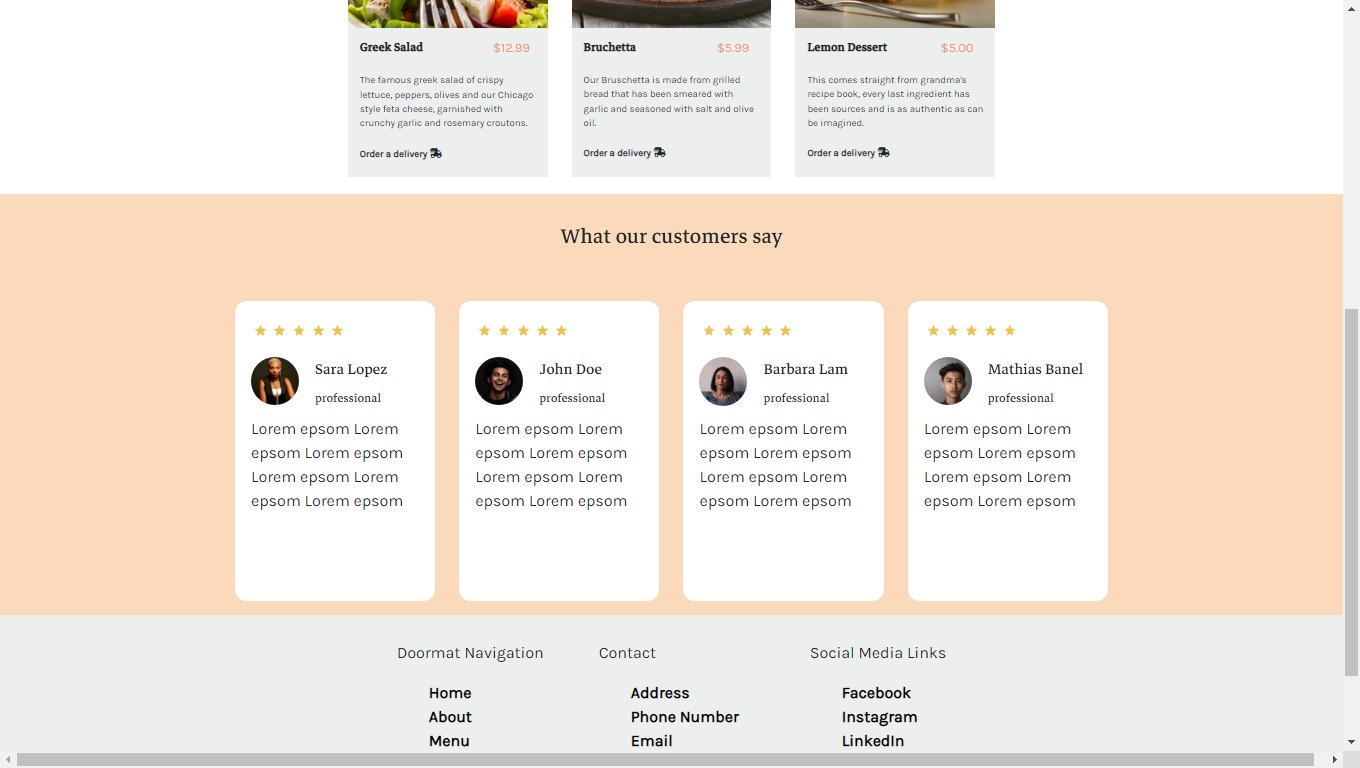 Greek Salad $12.99
The famous greek salad of crispy
lettuce, peppers, olives and our Chicago
style feta cheese, garnished with
crunchy garlic and rosemary croutons.
Order a delivery
Bruchetta $5.99
Our Bruschetta is made from grilled
bread that has been smeared with
garlic and seasoned with salt and olive
oil.
Order a delivery
Lemon Dessert $5.00
This comes straight from grandma's
recipe book, every last ingredient has
been sources and is as authentic as can
be imagined.
Order a delivery
What our customers say
Sara Lopez
professional
Lorem epsom Lorem
epsom Lorem epsom
Lorem epsom Lorem
epsom Lorem epsom
John Doe
professional
Lorem epsom Lorem
epsom Lorem epsom
Lorem epsom Lorem
epsom Lorem epsom
Barbara Lam
professional
Lorem epsom Lorem
epsom Lorem epsom
Lorem epsom Lorem
epsom Lorem epsom
Mathias Banel
professional
Lorem epsom Lorem
epsom Lorem epsom
Lorem epsom Lorem
epsom Lorem epsom
Doormat Navigation
Home
About
Menu
Contact
Address
Phone Number
Email
Social Media Links
Facebook
Instagram
LinkedIn